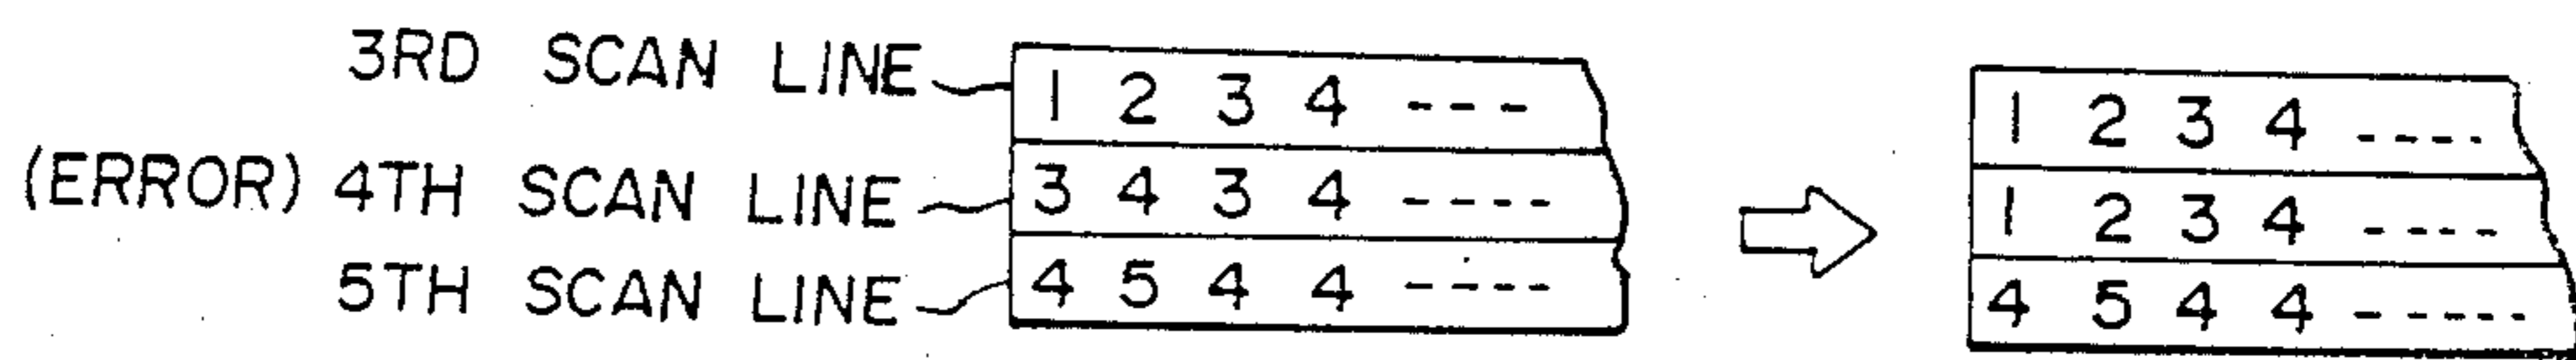 3RD SCAN LINE 1 2 3 4 --- 1 2 3 4 ----
(ERROR) 4TH SCAN LINE 3 4 3 4 ---- 1 2 3 4 ----
5TH SCAN LINE 4 5 4 4 ---- 4 5 4 4 -----